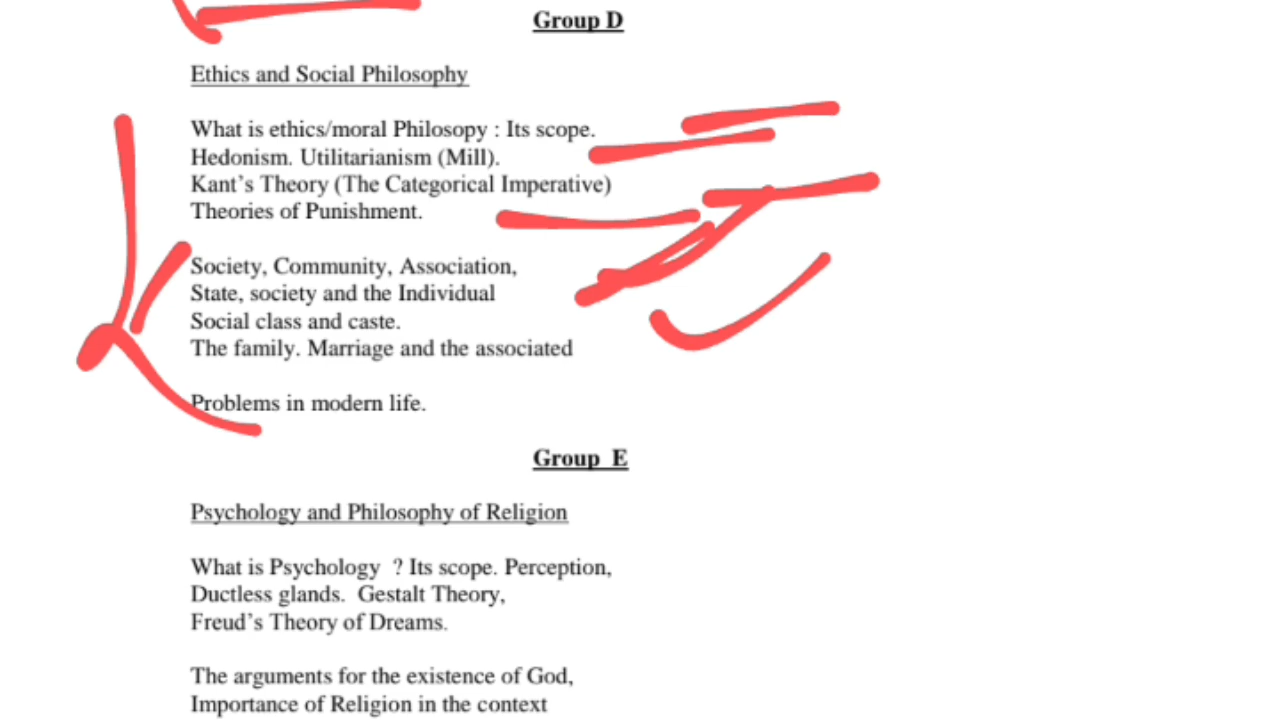 Group D
Ethics and Social Philosophy
What is ethics/moral Philosopy : Its scope.
Hedonism. Utilitarianism (Mill).
Kant's Theory (The Categorical Imperative)
Theories of Punishment.
Society, Community, Association,
State, society and the Individual
Social class and caste.
The family. Marriage and the associated
Problems in modern life.
Group E
Psychology and Philosophy of Religion
What is Psychology ? Its scope. Perception,
Ductless glands. Gestalt Theory,
Freud's Theory of Dreams.
The arguments for the existence of God,
Importance of Religion in the context